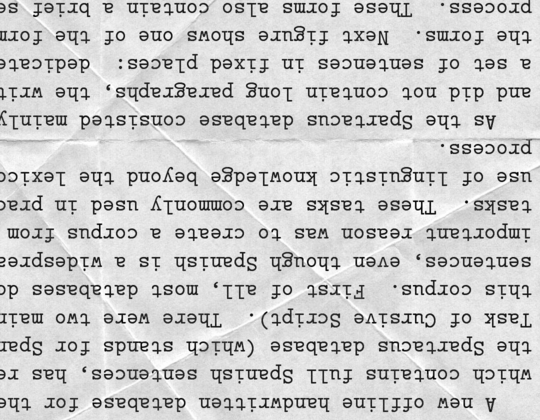 A new offline handwritten database for the
which contains full Spanish sentences, has re
the Spartacus database (which stands for Span
Task of Cursive Script). There were two main
this corpus. First of all, most databases do
sentences, even though Spanish is a widesprea
important reason was to create a corpus from
tasks. These tasks are commonly used in prac
use of linguistic knowledge beyond the lexico
process.
As the Spartacus database consisted mainly
and did not contain long paragraphs, the writ
a set of sentences in fixed places: dedicate
the forms. Next figure shows one of the form
process. These forms also contain a brief se